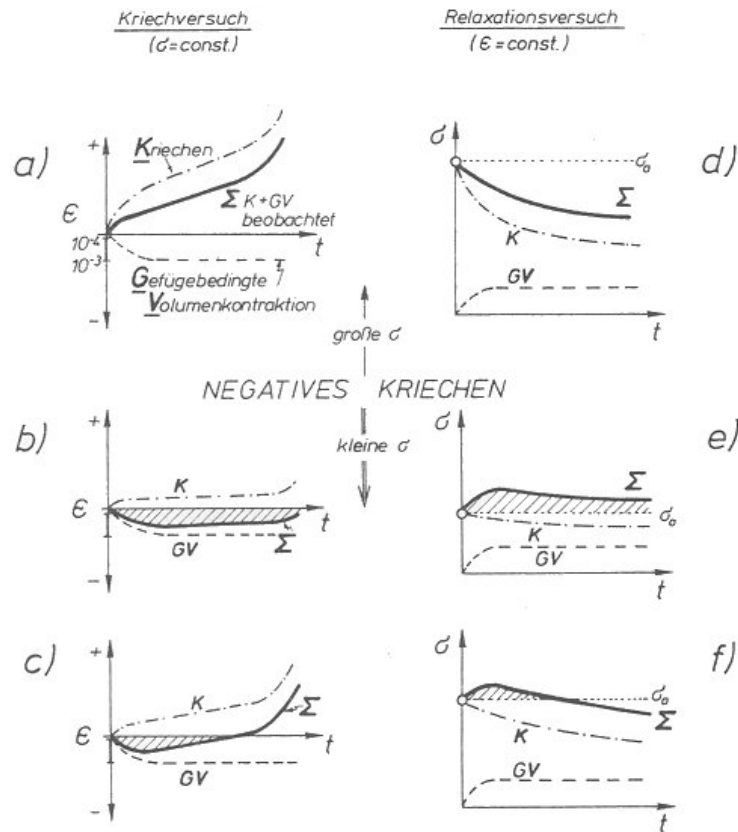 Kriechversuch
(σ=const.)
Relaxationsversuch
(ε=const.)
a)
+
Kriechen
Σ K+GV
beobachtet
ε
t
10⁻⁴
10⁻³
Gefügebedingte
Volumenkontraktion
−
d)
σ
σ₀
Σ
K
GV
t
große σ
NEGATIVES KRIECHEN
kleine σ
b)
+
K
ε
t
GV
Σ
−
e)
σ
Σ
σ₀
K
GV
t
c)
+
K
Σ
ε
t
GV
−
f)
σ
σ₀
Σ
K
GV
t